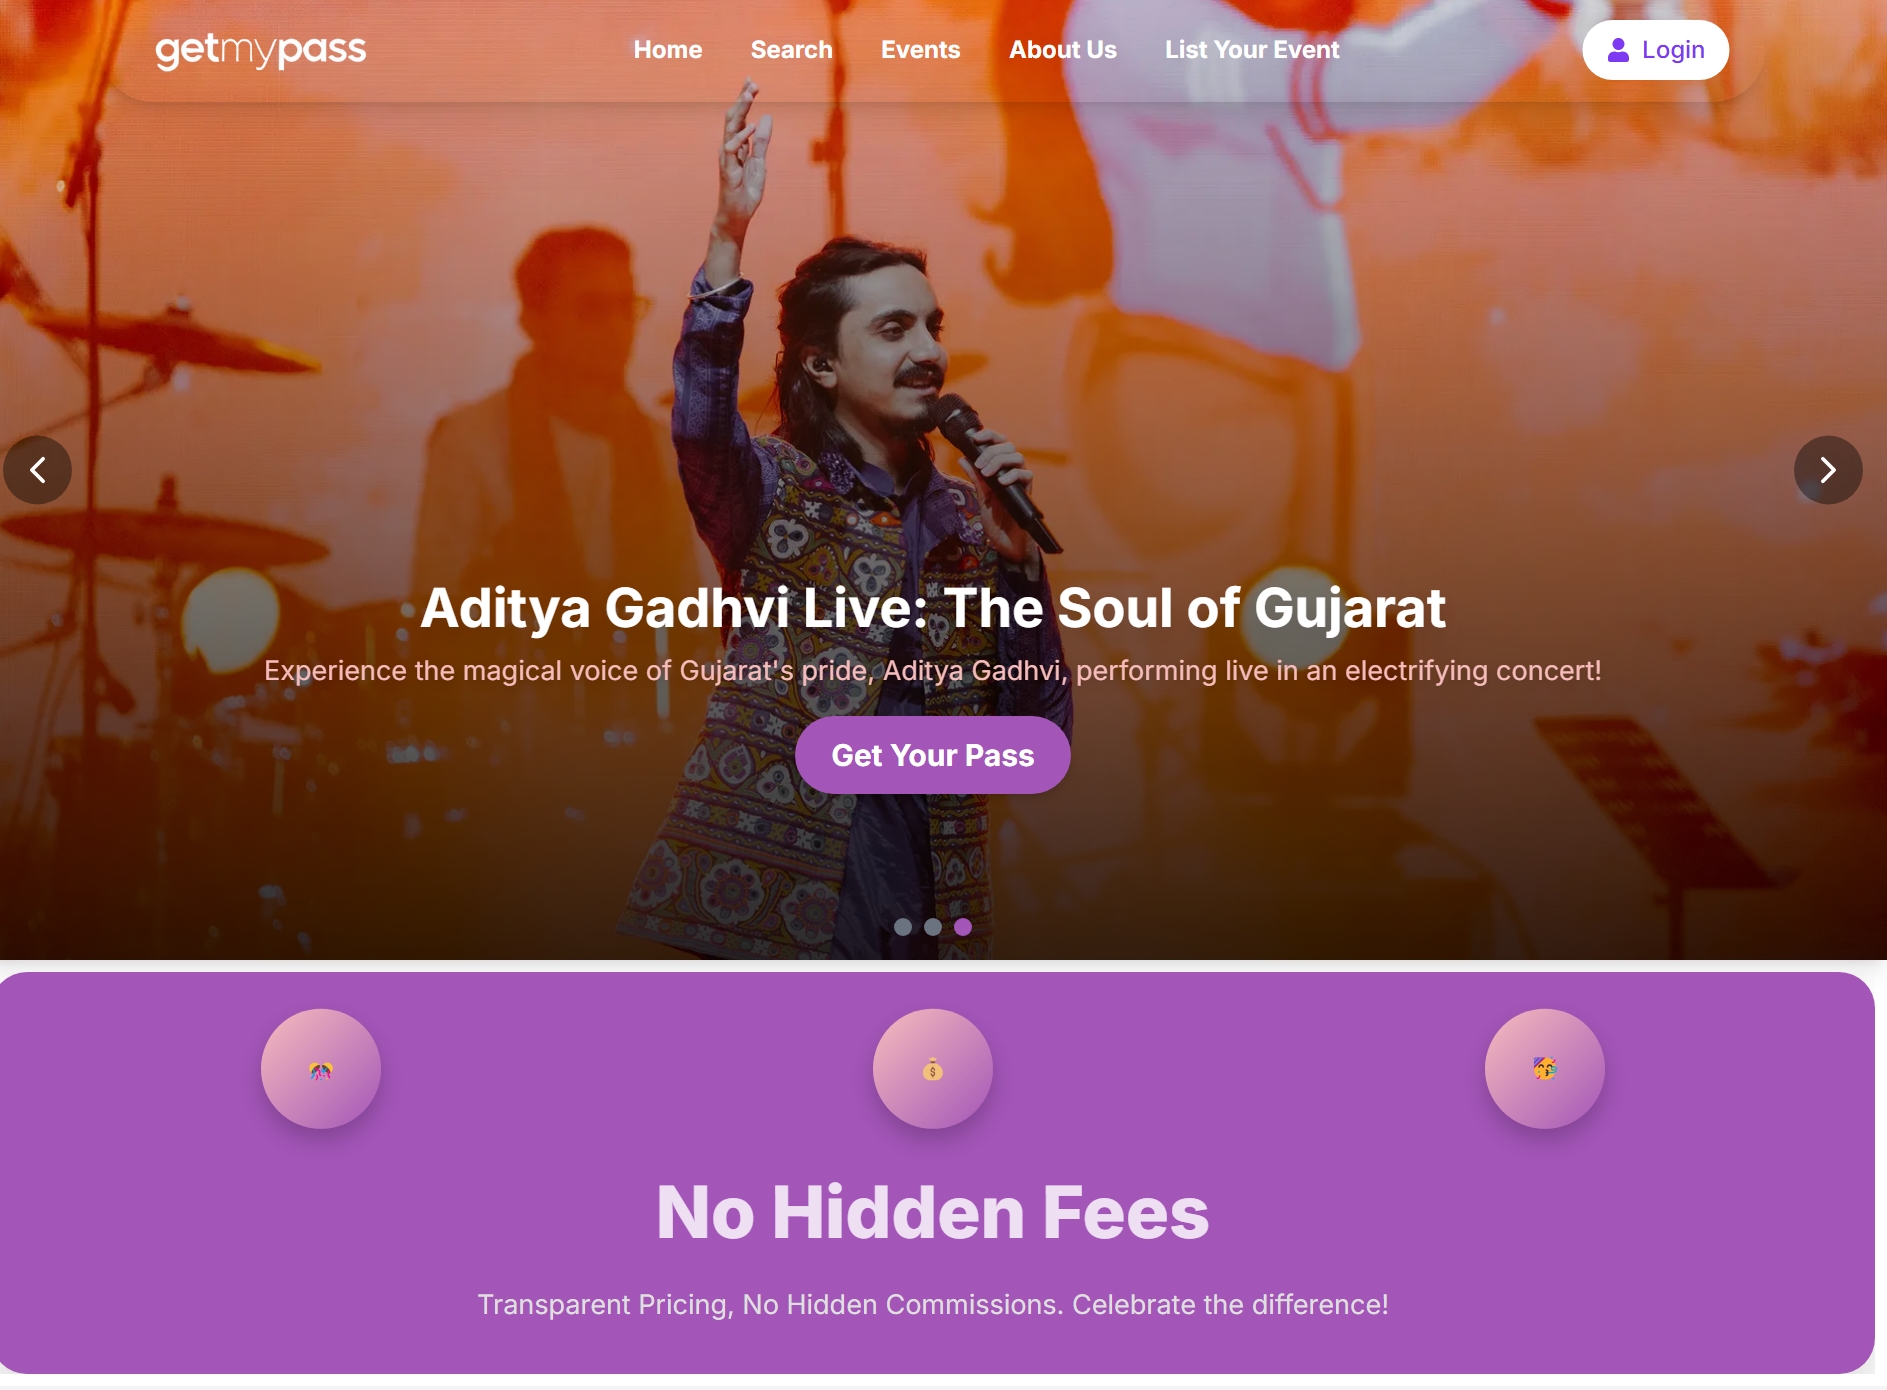 getmypass
Home
Search
Events
About Us
List Your Event
Login
Aditya Gadhvi Live: The Soul of Gujarat
Experience the magical voice of Gujarat's pride, Aditya Gadhvi, performing live in an electrifying concert!
Get Your Pass
No Hidden Fees
Transparent Pricing, No Hidden Commissions. Celebrate the difference!